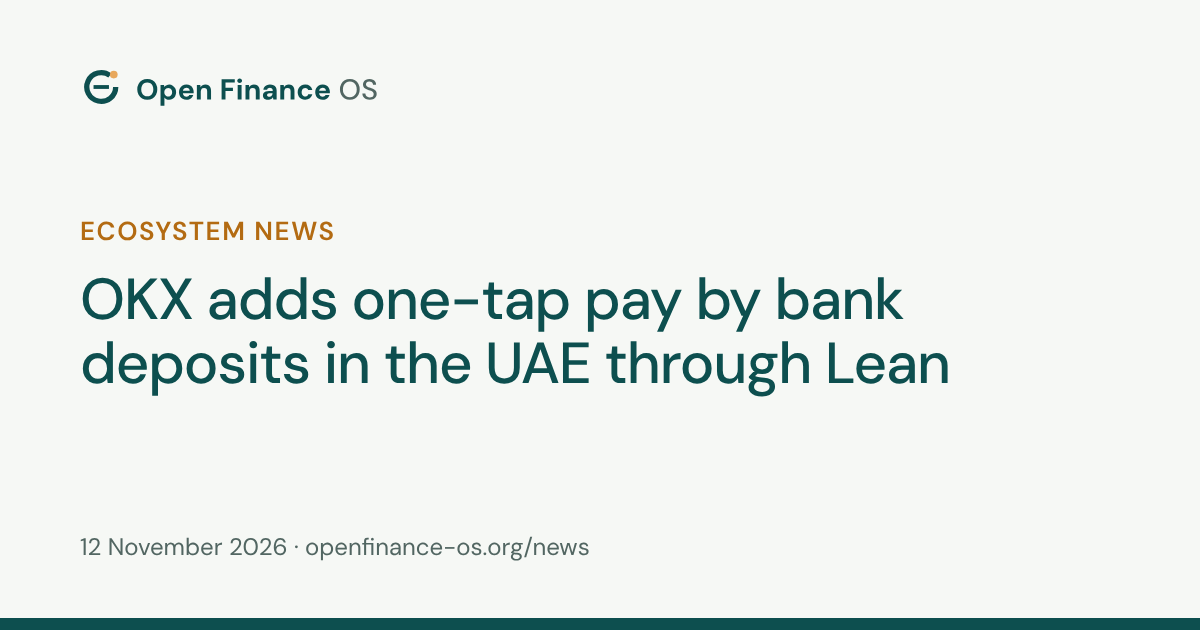 Open Finance OS
ECOSYSTEM NEWS
OKX adds one-tap pay by bank
deposits in the UAE through Lean
12 November 2026 · openfinance-os.org/news